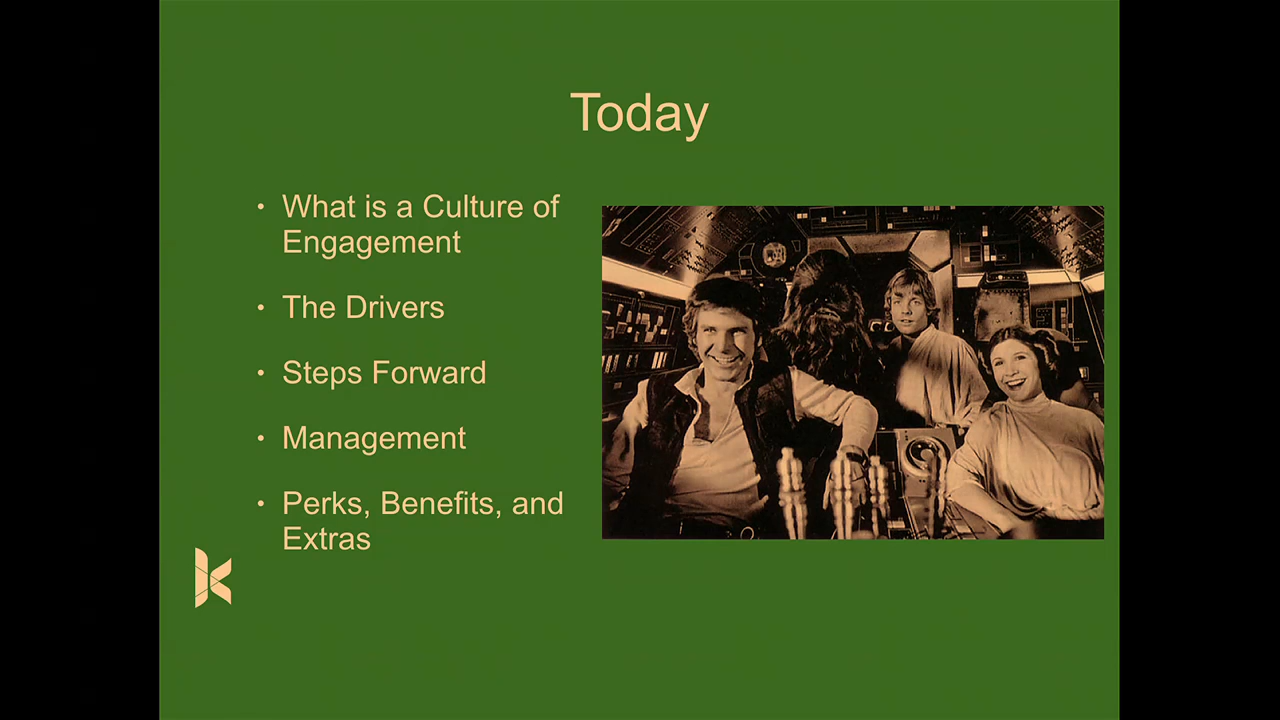 Today
• What is a Culture of
Engagement
• The Drivers
• Steps Forward
• Management
• Perks, Benefits, and
Extras